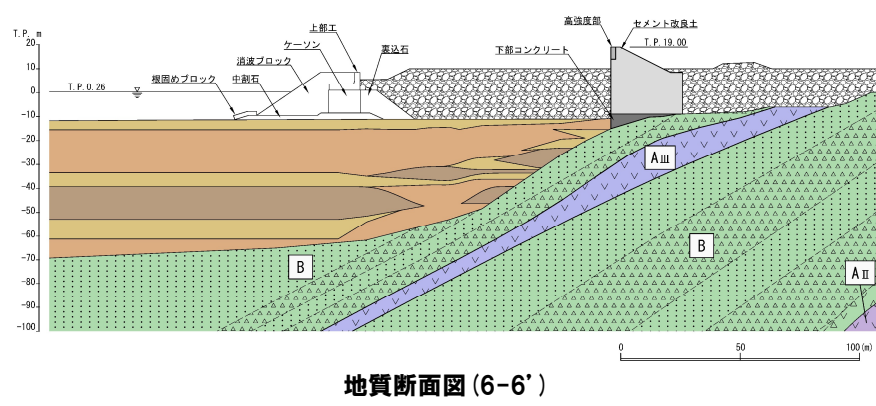 T.P. m
20
10
0
-10
-20
-30
-40
-50
-60
-70
-80
-90
-100
T.P.0.26
根固めブロック
中割石
消波ブロック
ケーソン
上部工
裏込石
高強度部
セメント改良土
T.P.19.00
下部コンクリート
AⅢ
B
B
AⅡ
0
50
100(m)
地質断面図(6-6')